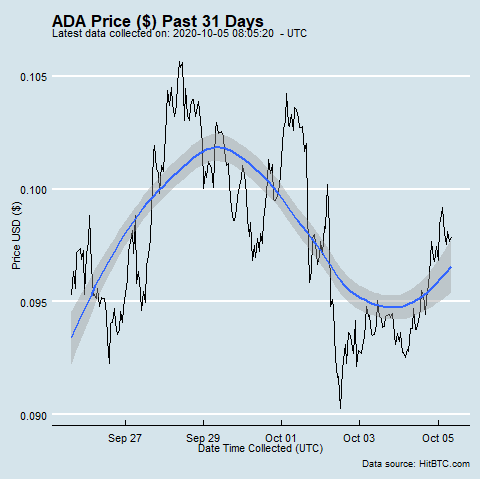 ADA Price ($) Past 31 Days
Latest data collected on: 2020-10-05 08:05:20 - UTC
Price USD ($)
0.105
0.100
0.095
0.090
Sep 27 Sep 29 Oct 01 Oct 03 Oct 05
Date Time Collected (UTC)
Data source: HitBTC.com